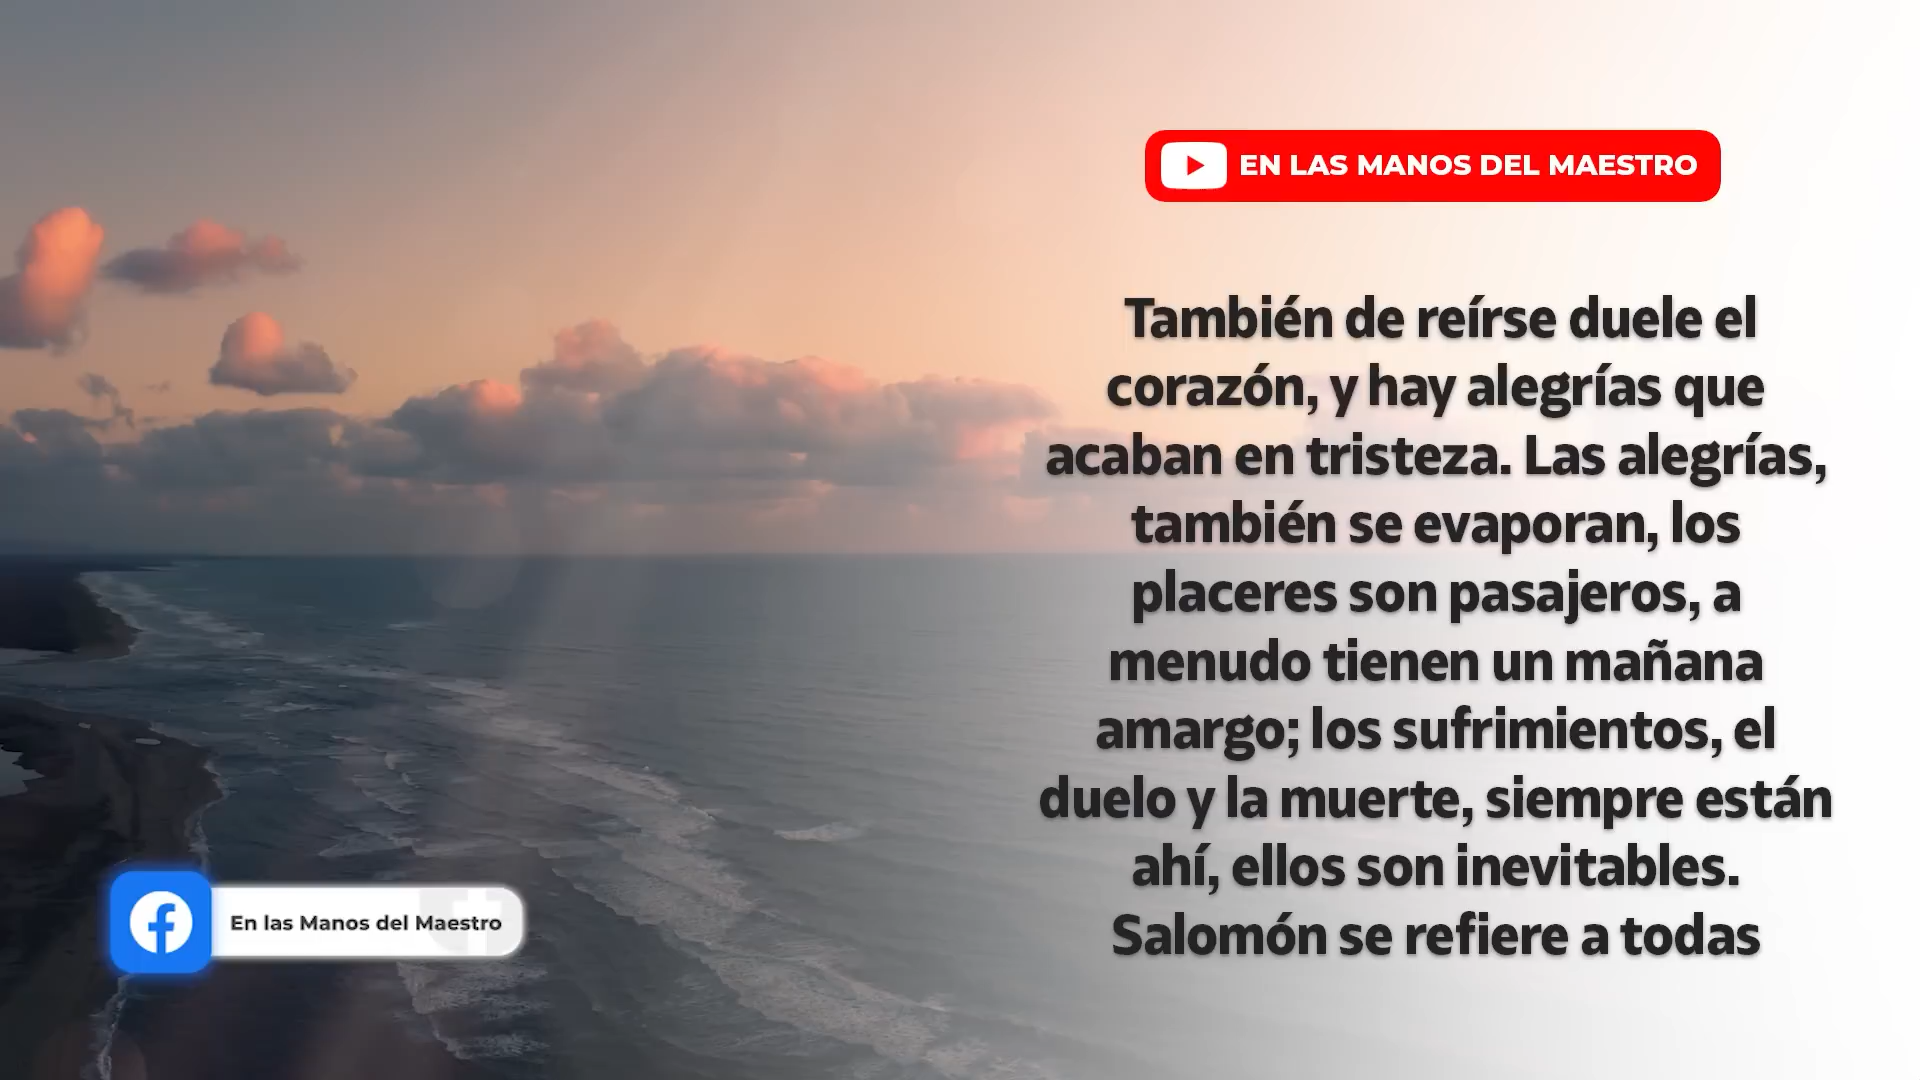 EN LAS MANOS DEL MAESTRO
También de reírse duele el
corazón, y hay alegrías que
acaban en tristeza. Las alegrías,
también se evaporan, los
placeres son pasajeros, a
menudo tienen un mañana
amargo; los sufrimientos, el
duelo y la muerte, siempre están
ahí, ellos son inevitables.
Salomón se refiere a todas
En las Manos del Maestro